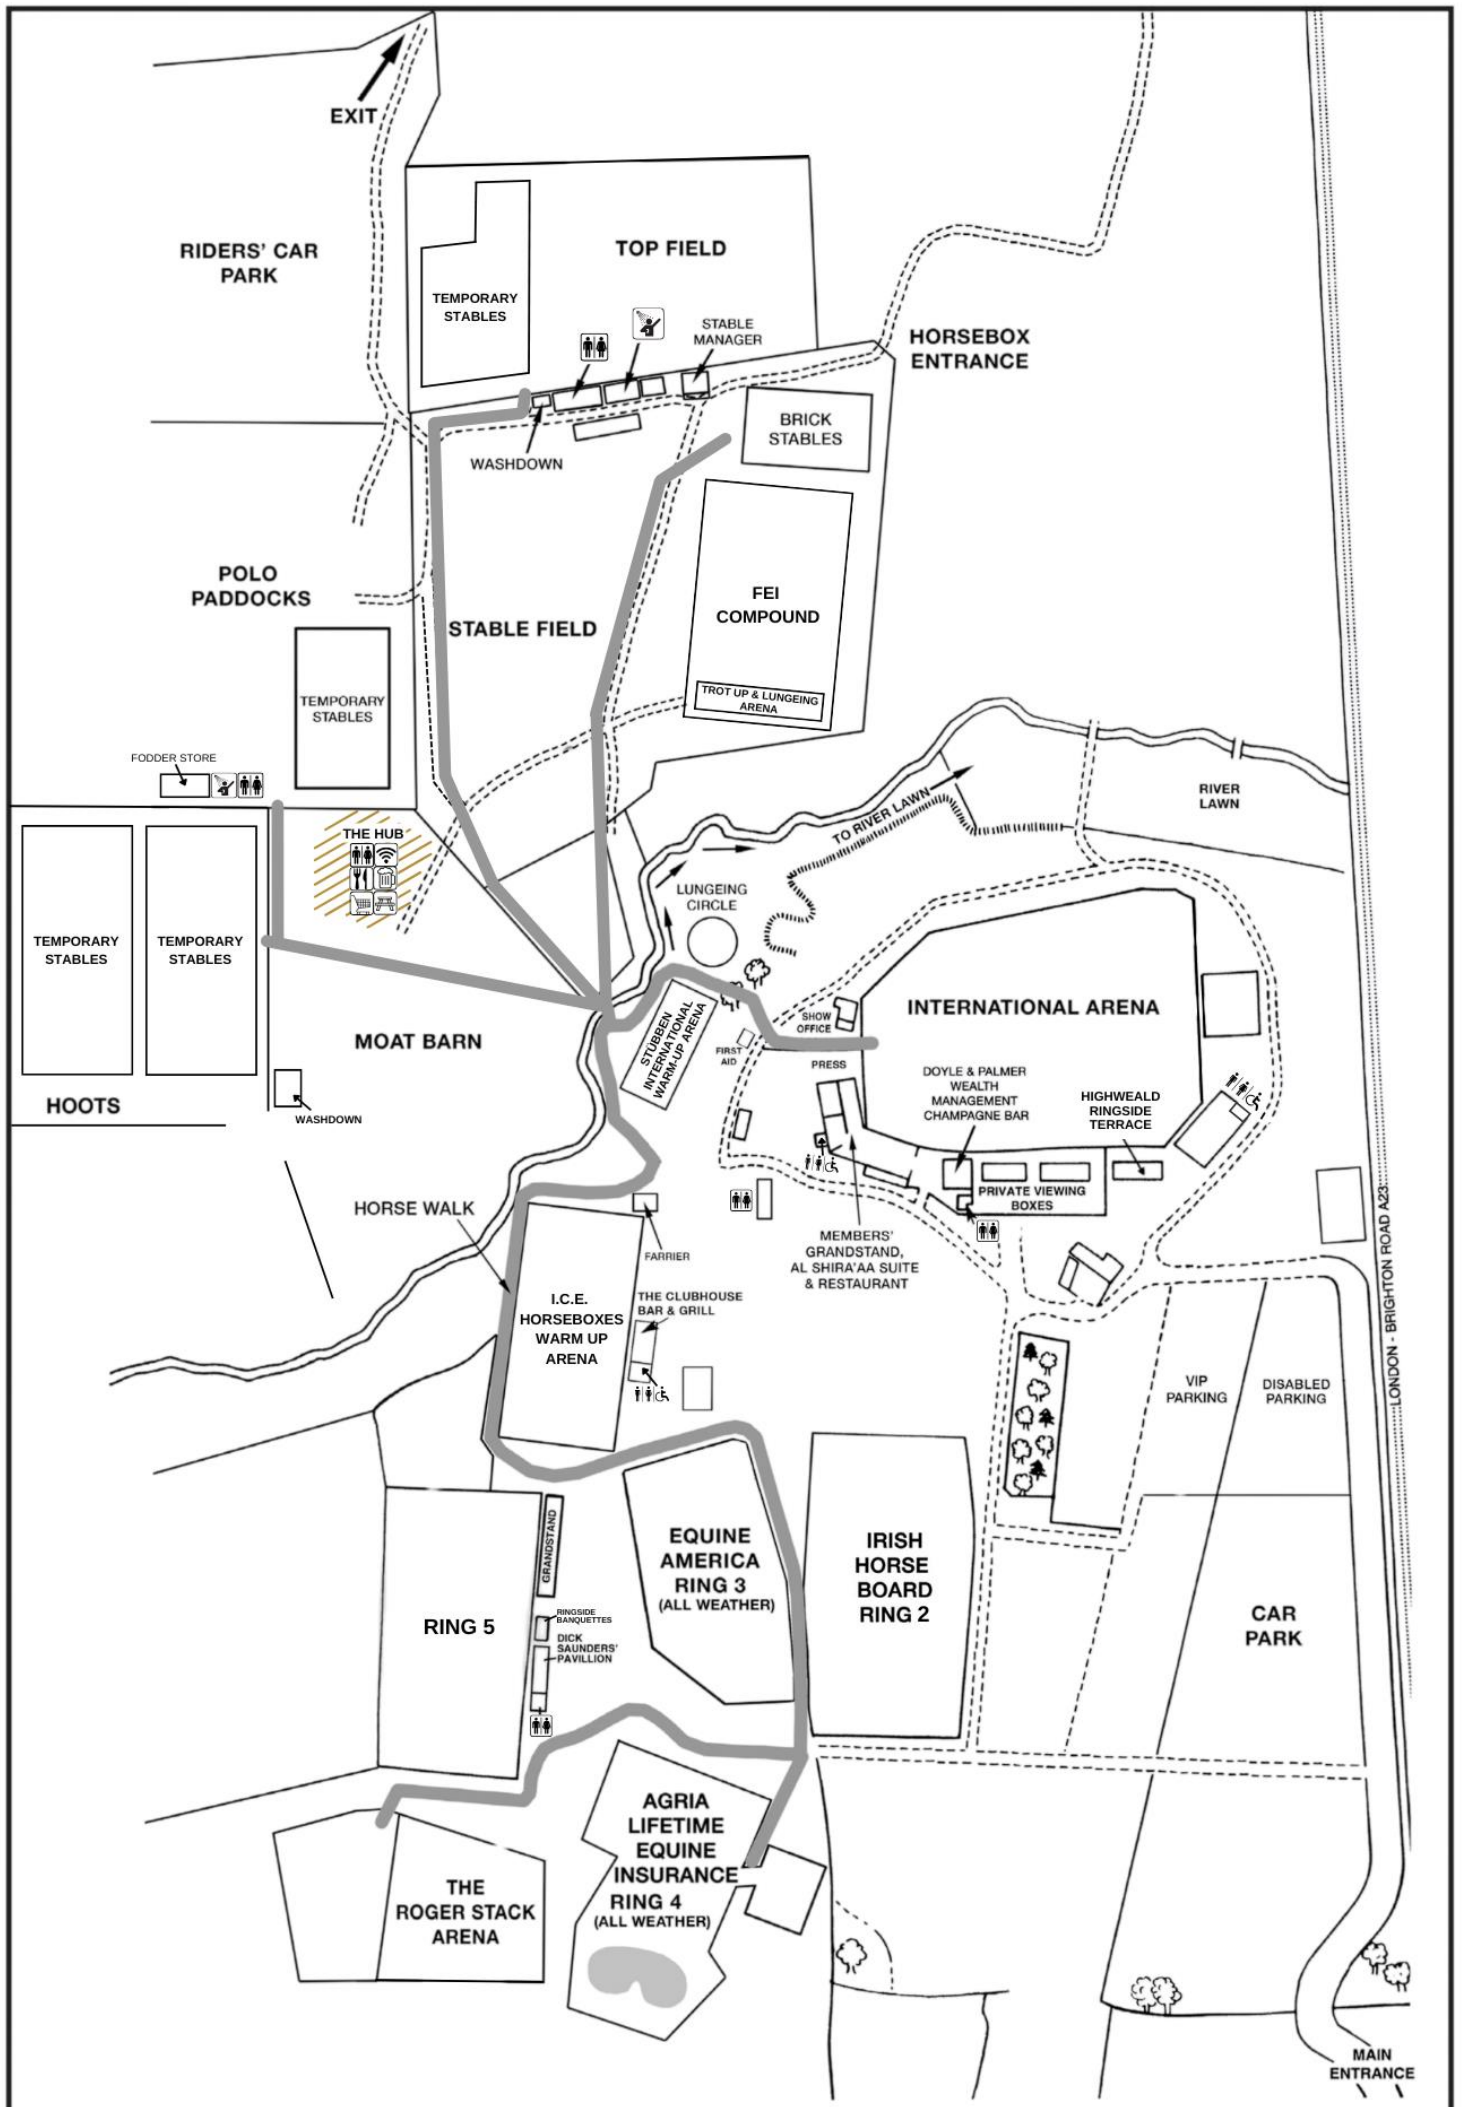 EXIT
RIDERS' CAR
PARK
TOP FIELD
TEMPORARY
STABLES
STABLE
MANAGER
HORSEBOX
ENTRANCE
BRICK
STABLES
WASHDOWN
POLO
PADDOCKS
FEI
COMPOUND
STABLE FIELD
TROT UP & LUNGEING
ARENA
TEMPORARY
STABLES
FODDER STORE
RIVER
LAWN
TO RIVER LAWN
THE HUB
LUNGEING
CIRCLE
TEMPORARY
STABLES
TEMPORARY
STABLES
INTERNATIONAL ARENA
SHOW
OFFICE
STÜBBEN
INTERNATIONAL
WARM-UP ARENA
MOAT BARN
FIRST
AID
PRESS
DOYLE & PALMER
WEALTH
MANAGEMENT
CHAMPAGNE BAR
HIGHWEALD
RINGSIDE
TERRACE
HOOTS
WASHDOWN
PRIVATE VIEWING
BOXES
HORSE WALK
FARRIER
MEMBERS'
GRANDSTAND,
AL SHIRA'AA SUITE
& RESTAURANT
LONDON - BRIGHTON ROAD A23
I.C.E.
HORSEBOXES
WARM UP
ARENA
THE CLUBHOUSE
BAR & GRILL
VIP
PARKING
DISABLED
PARKING
GRANDSTAND
EQUINE
AMERICA
RING 3
(ALL WEATHER)
IRISH
HORSE
BOARD
RING 2
RING 5
RINGSIDE
BANQUETTES
DICK
SAUNDERS'
PAVILLION
CAR
PARK
AGRIA
LIFETIME
EQUINE
INSURANCE
RING 4
(ALL WEATHER)
THE
ROGER STACK
ARENA
MAIN
ENTRANCE